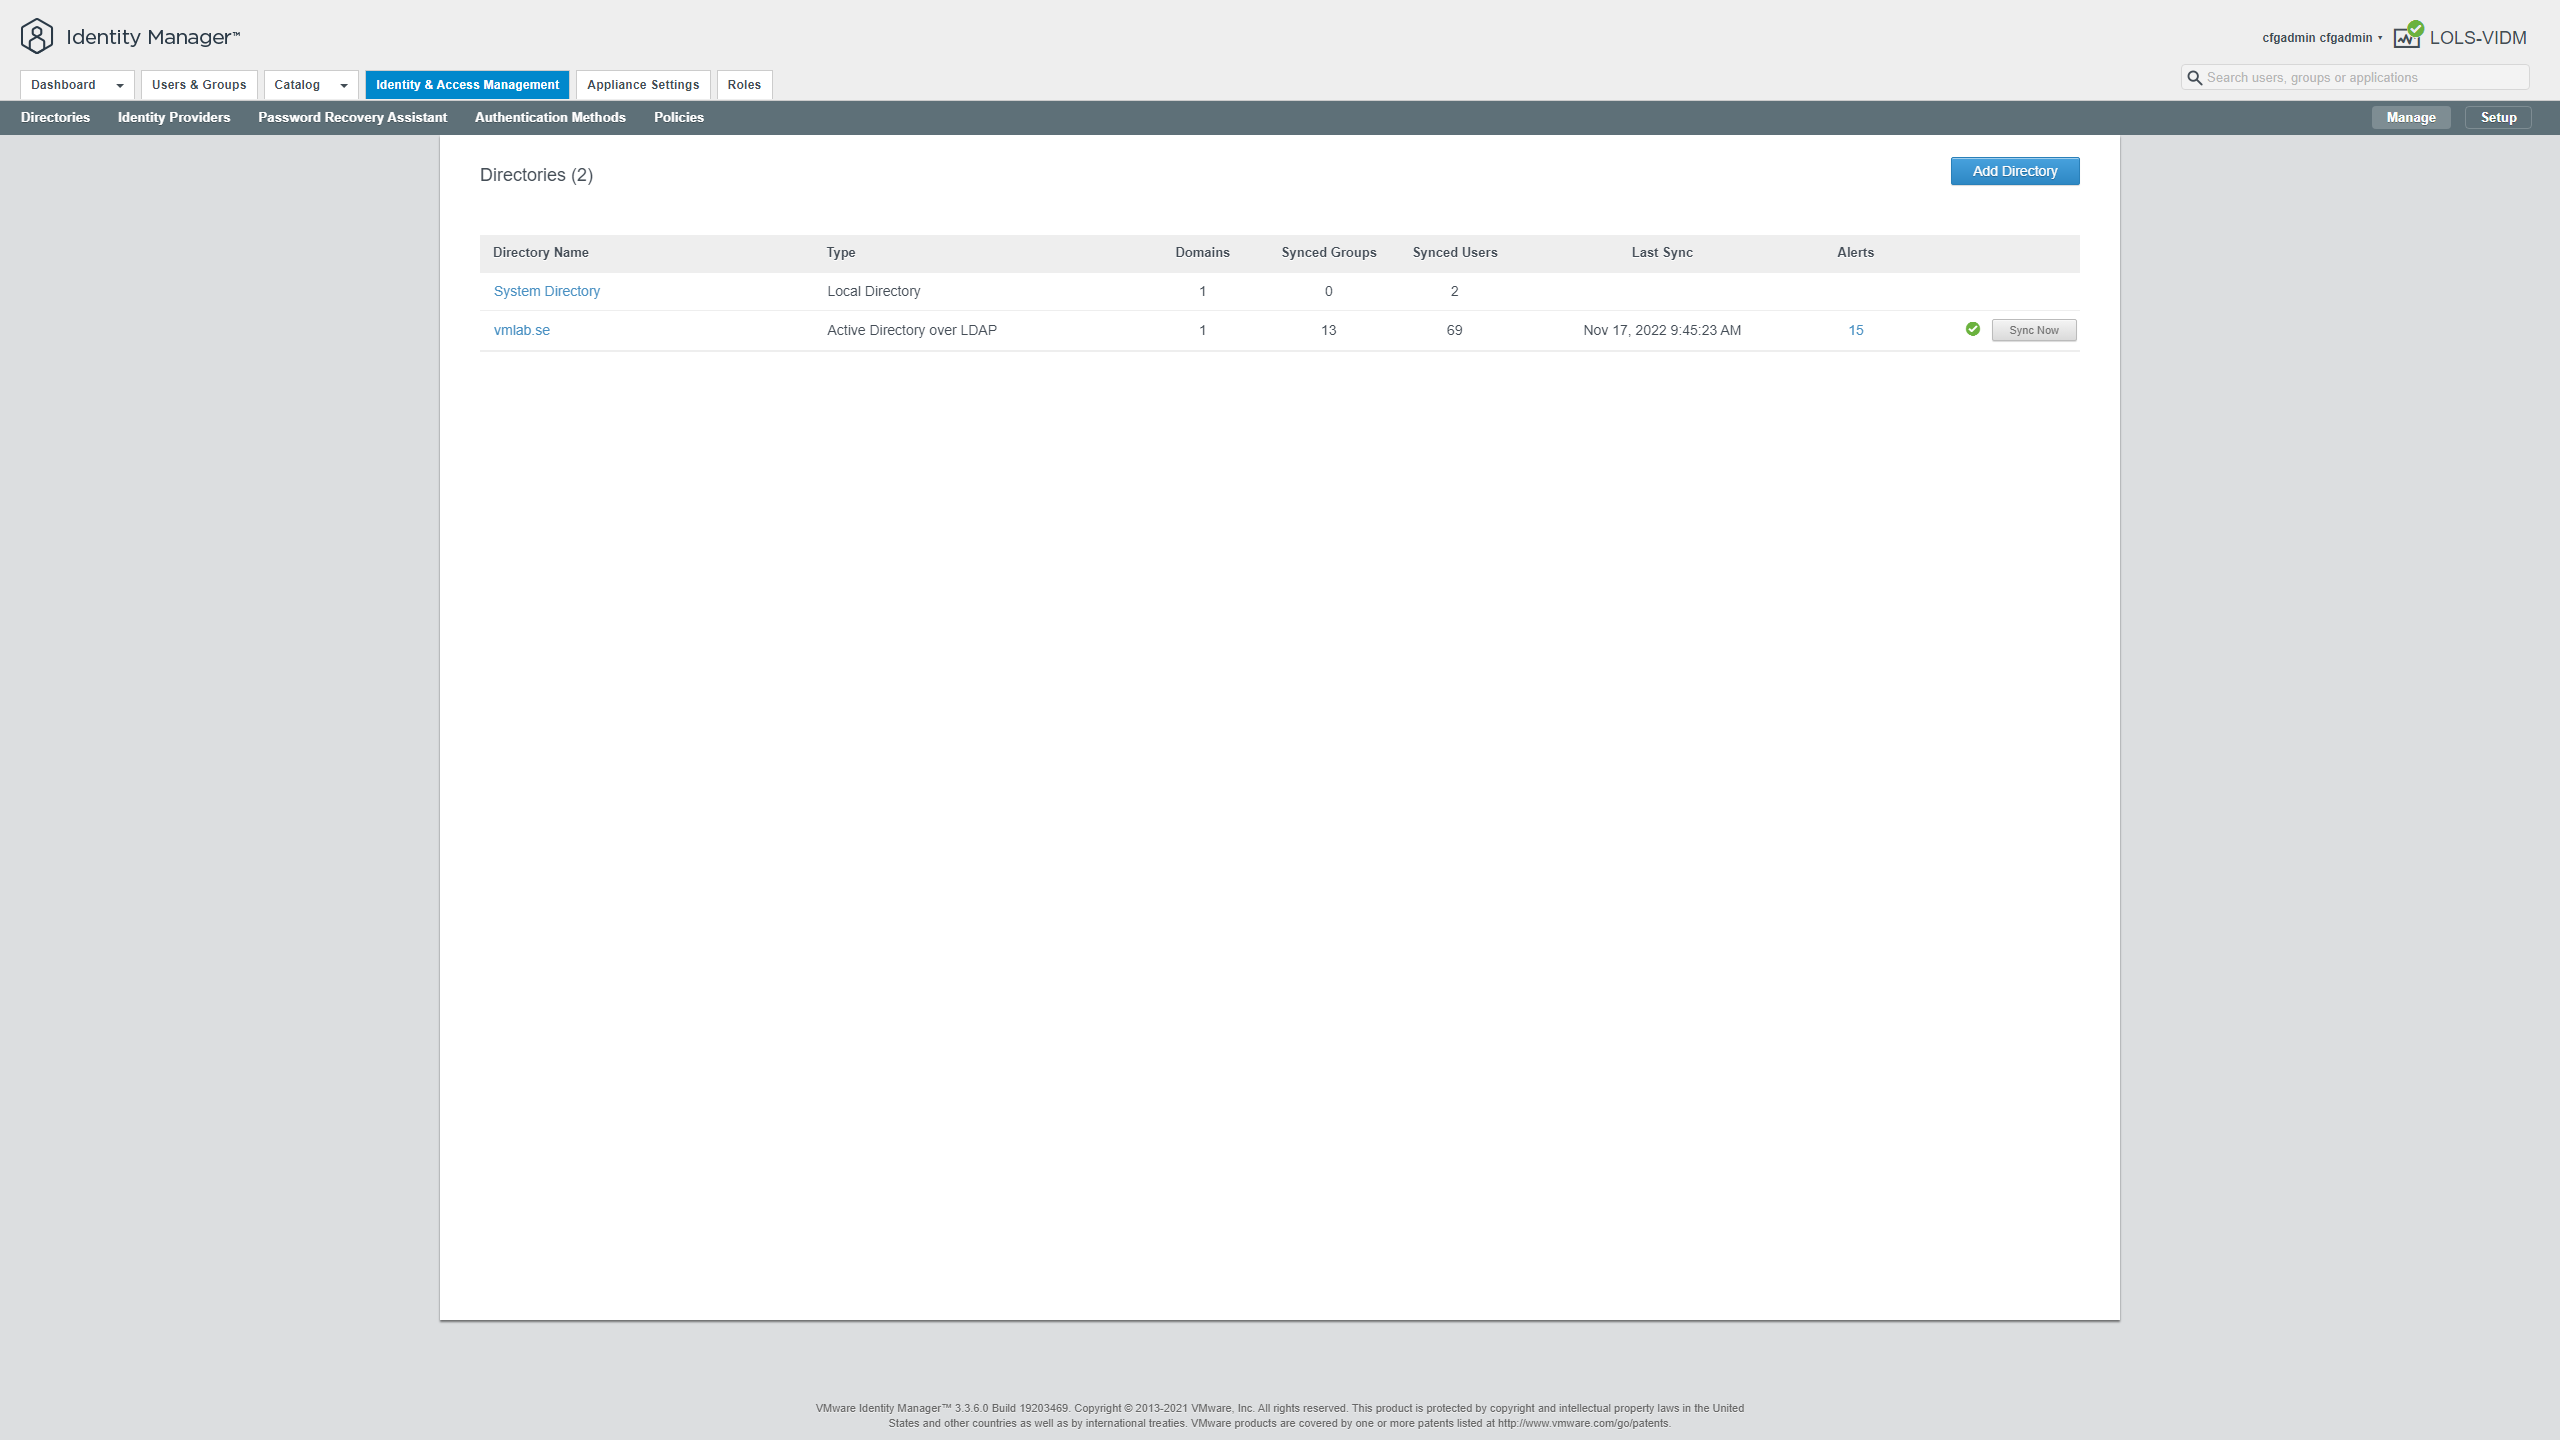 Identity Manager™
cfgadmin cfgadmin
LOLS-VIDM
Dashboard
Users & Groups
Catalog
Identity & Access Management
Appliance Settings
Roles
Search users, groups or applications
Directories
Identity Providers
Password Recovery Assistant
Authentication Methods
Policies
Manage
Setup
Directories (2)
Add Directory
Directory Name Type Domains Synced Groups Synced Users Last Sync Alerts
System Directory Local Directory 1 0 2
vmlab.se Active Directory over LDAP 1 13 69 Nov 17, 2022 9:45:23 AM 15 Sync Now
VMware Identity Manager™ 3.3.6.0 Build 19203469. Copyright © 2013-2021 VMware, Inc. All rights reserved. This product is protected by copyright and intellectual property laws in the United
States and other countries as well as by international treaties. VMware products are covered by one or more patents listed at http://www.vmware.com/go/patents.